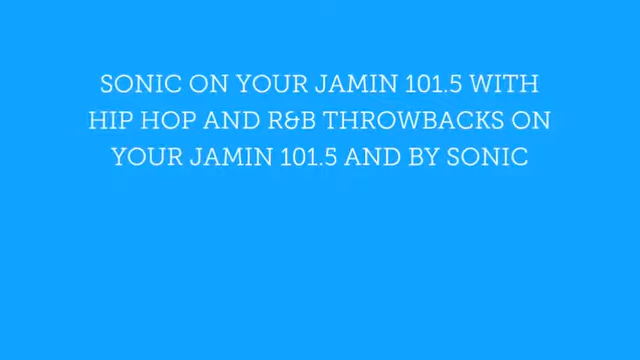 SONIC ON YOUR JAMIN 101.5 WITH
HIP HOP AND R&B THROWBACKS ON
YOUR JAMIN 101.5 AND BY SONIC